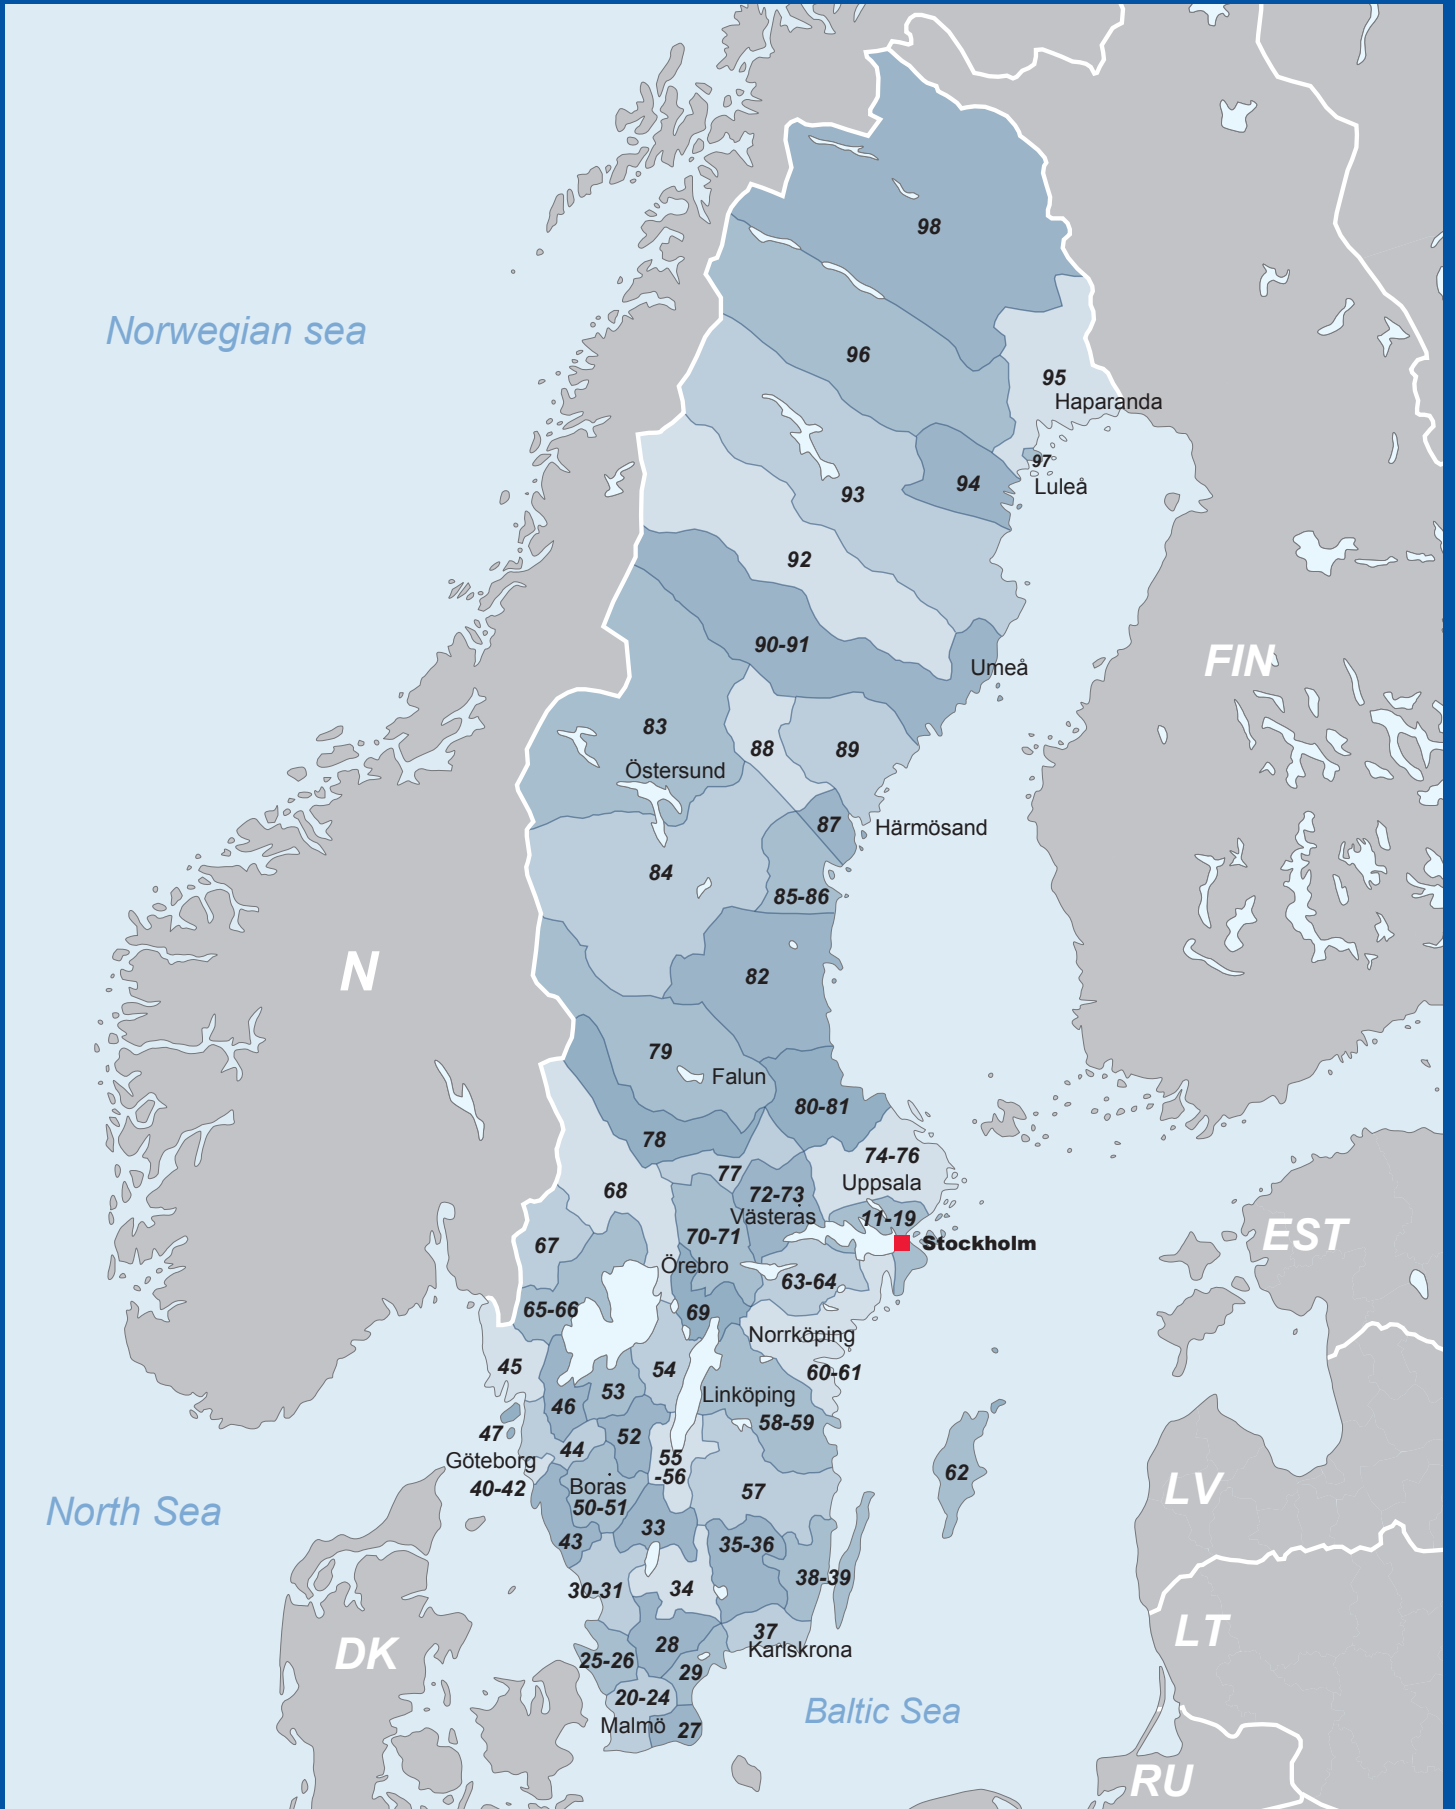 98
Norwegian sea
96
95
Haparanda
97
Luleå
94
93
92
90-91
Umeå
FIN
83
88
89
Östersund
87
Härmösand
84
85-86
N
82
79
Falun
80-81
78
74-76
77
Uppsala
68
72-73
Västerås
11-19
70-71
Stockholm
EST
67
Örebro
63-64
65-66
69
Norrköping
45
54
60-61
53
Linköping
46
58-59
47
44
52
Göteborg
55
-56
62
40-42
Borås
57
LV
50-51
North Sea
33
43
35-36
38-39
30-31
34
37
LT
DK
28
Karlskrona
25-26
29
20-24
Baltic Sea
Malmö
27
RU